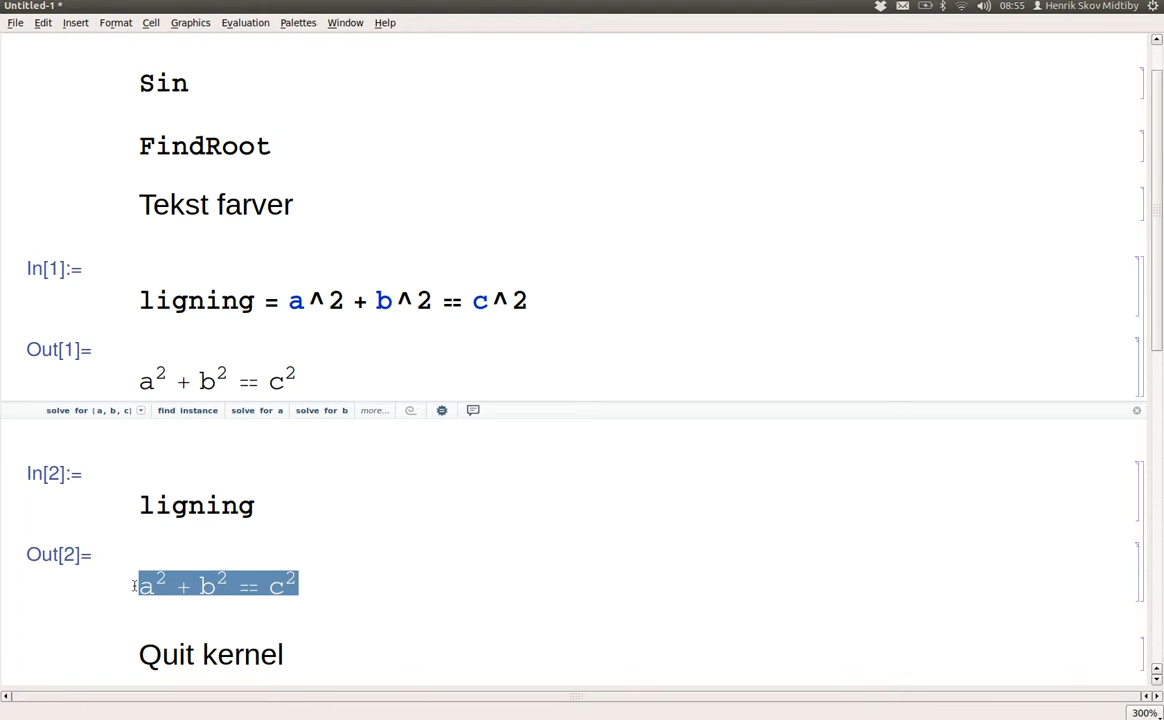 Untitled-1 *
08:55 Henrik Skov Midtiby
File Edit Insert Format Cell Graphics Evaluation Palettes Window Help
Sin
FindRoot
Tekst farver
In[1]:=
ligning = a^2 + b^2 == c^2
Out[1]=
a² + b² == c²
solve for {a, b, c} find instance solve for a solve for b more...
In[2]:=
ligning
Out[2]=
a² + b² == c²
Quit kernel
300%